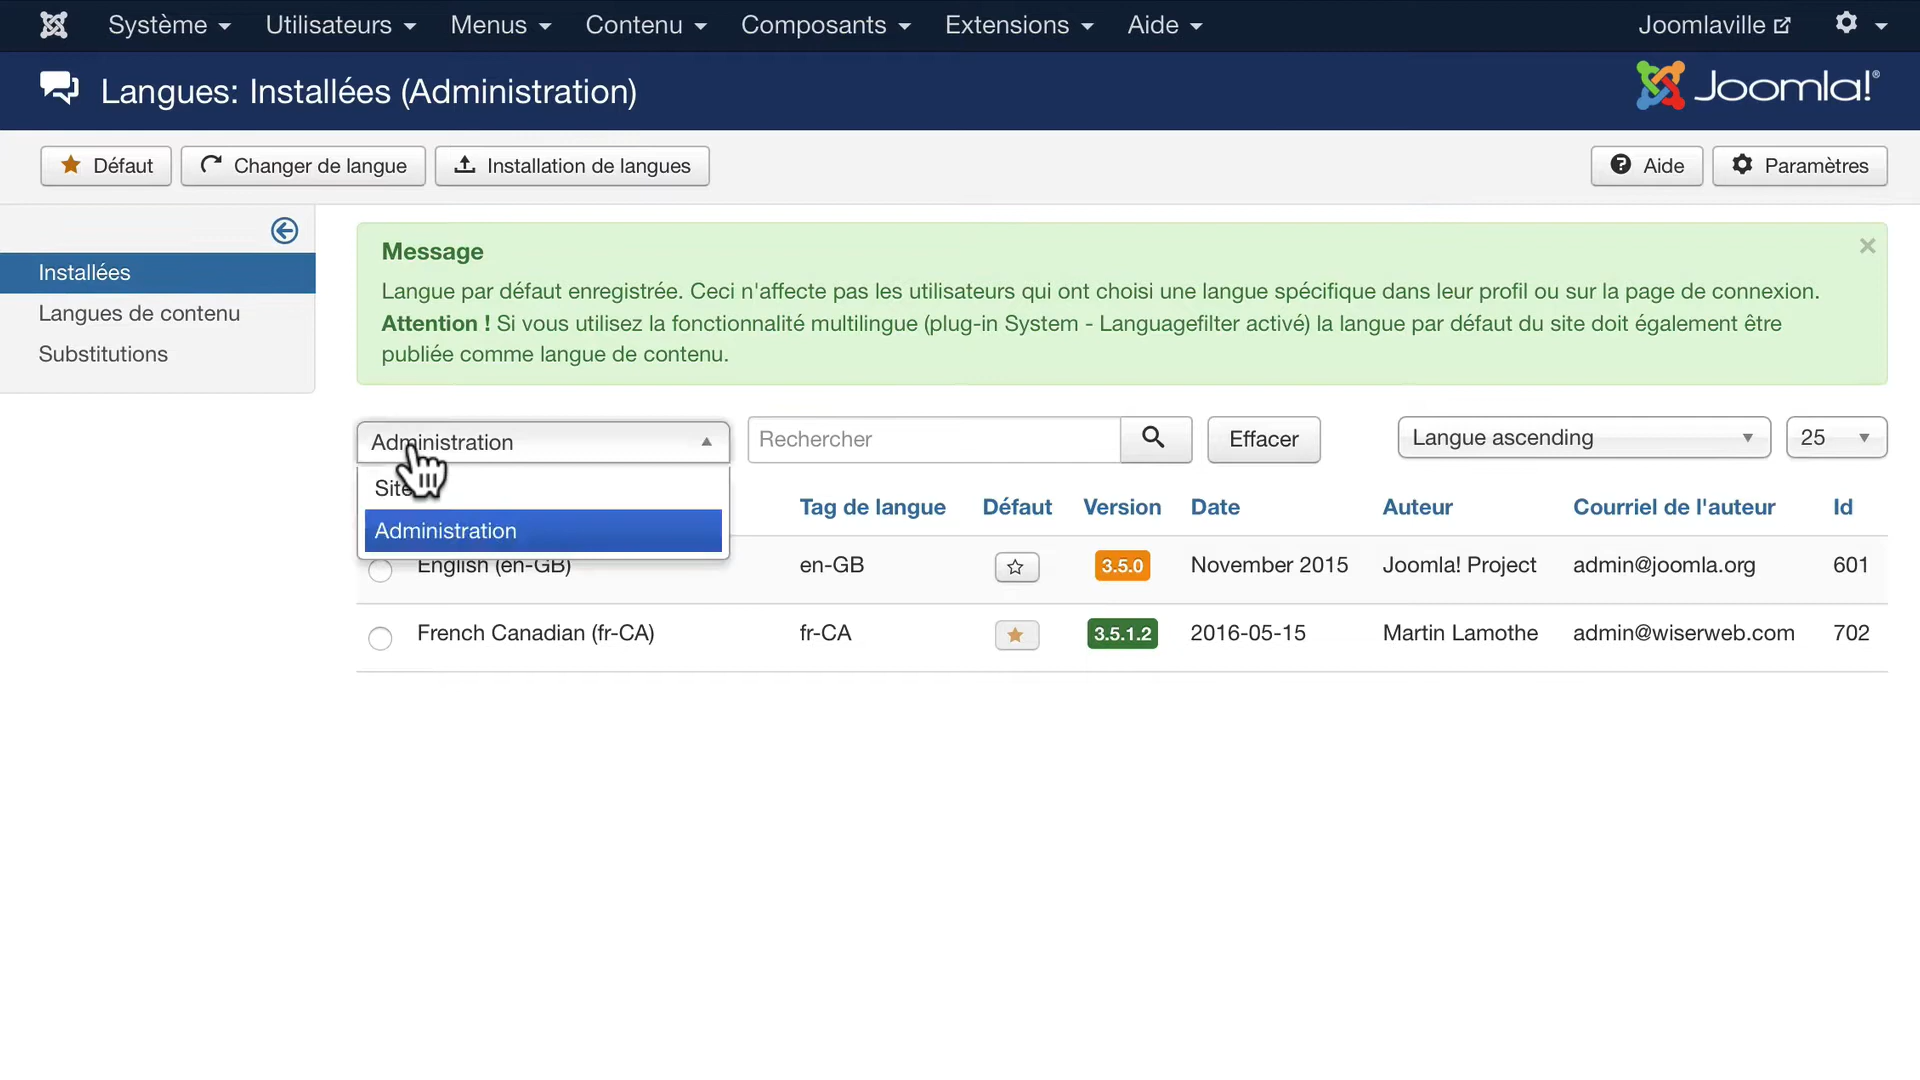 Système Utilisateurs Menus Contenu Composants Extensions Aide Joomlaville
Langues: Installées (Administration) Joomla!®
Défaut Changer de langue Installation de langues Aide Paramètres
Installées
Langues de contenu
Substitutions
Message
Langue par défaut enregistrée. Ceci n'affecte pas les utilisateurs qui ont choisi une langue spécifique dans leur profil ou sur la page de connexion.
Attention ! Si vous utilisez la fonctionnalité multilingue (plug-in System - Languagefilter activé) la langue par défaut du site doit également être
publiée comme langue de contenu.
Administration Rechercher Effacer Langue ascending 25
Site
Administration
Tag de langue Défaut Version Date Auteur Courriel de l'auteur Id
English (en-GB) en-GB 3.5.0 November 2015 Joomla! Project admin@joomla.org 601
French Canadian (fr-CA) fr-CA 3.5.1.2 2016-05-15 Martin Lamothe admin@wiserweb.com 702